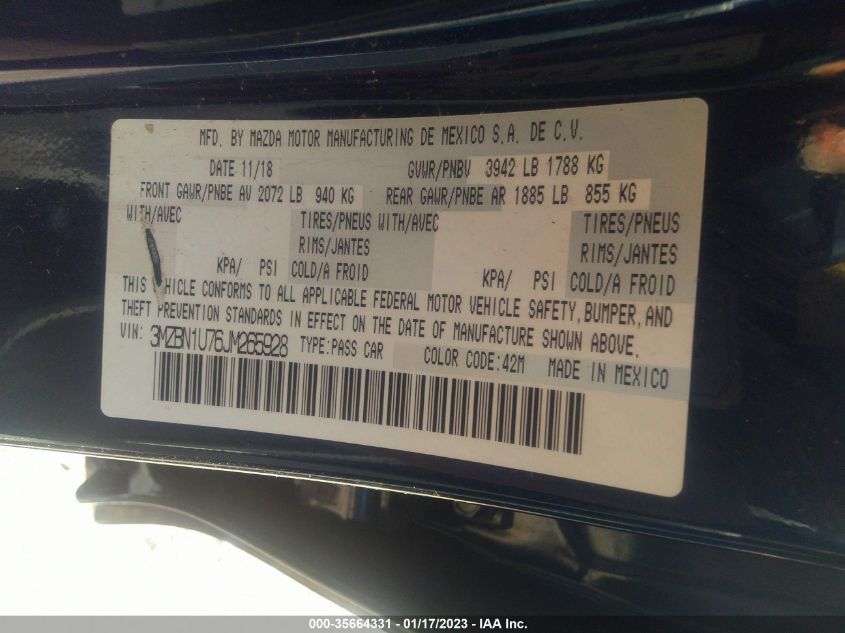 MFD. BY MAZDA MOTOR MANUFACTURING DE MEXICO S.A. DE C.V.
DATE 11/18 GVWR/PNBV 3942 LB 1788 KG
FRONT GAWR/PNBE AV 2072 LB 940 KG REAR GAWR/PNBE AR 1885 LB 855 KG
WITH/AVEC TIRES/PNEUS WITH/AVEC TIRES/PNEUS
RIMS/JANTES RIMS/JANTES
KPA/ PSI COLD/A FROID KPA/ PSI COLD/A FROID
THIS VEHICLE CONFORMS TO ALL APPLICABLE FEDERAL MOTOR VEHICLE SAFETY, BUMPER, AND
THEFT PREVENTION STANDARDS IN EFFECT ON THE DATE OF MANUFACTURE SHOWN ABOVE.
VIN: 3MZBN1U76JM265928 TYPE:PASS CAR COLOR CODE:42M MADE IN MEXICO
000-35664331 - 01/17/2023 - IAA Inc.